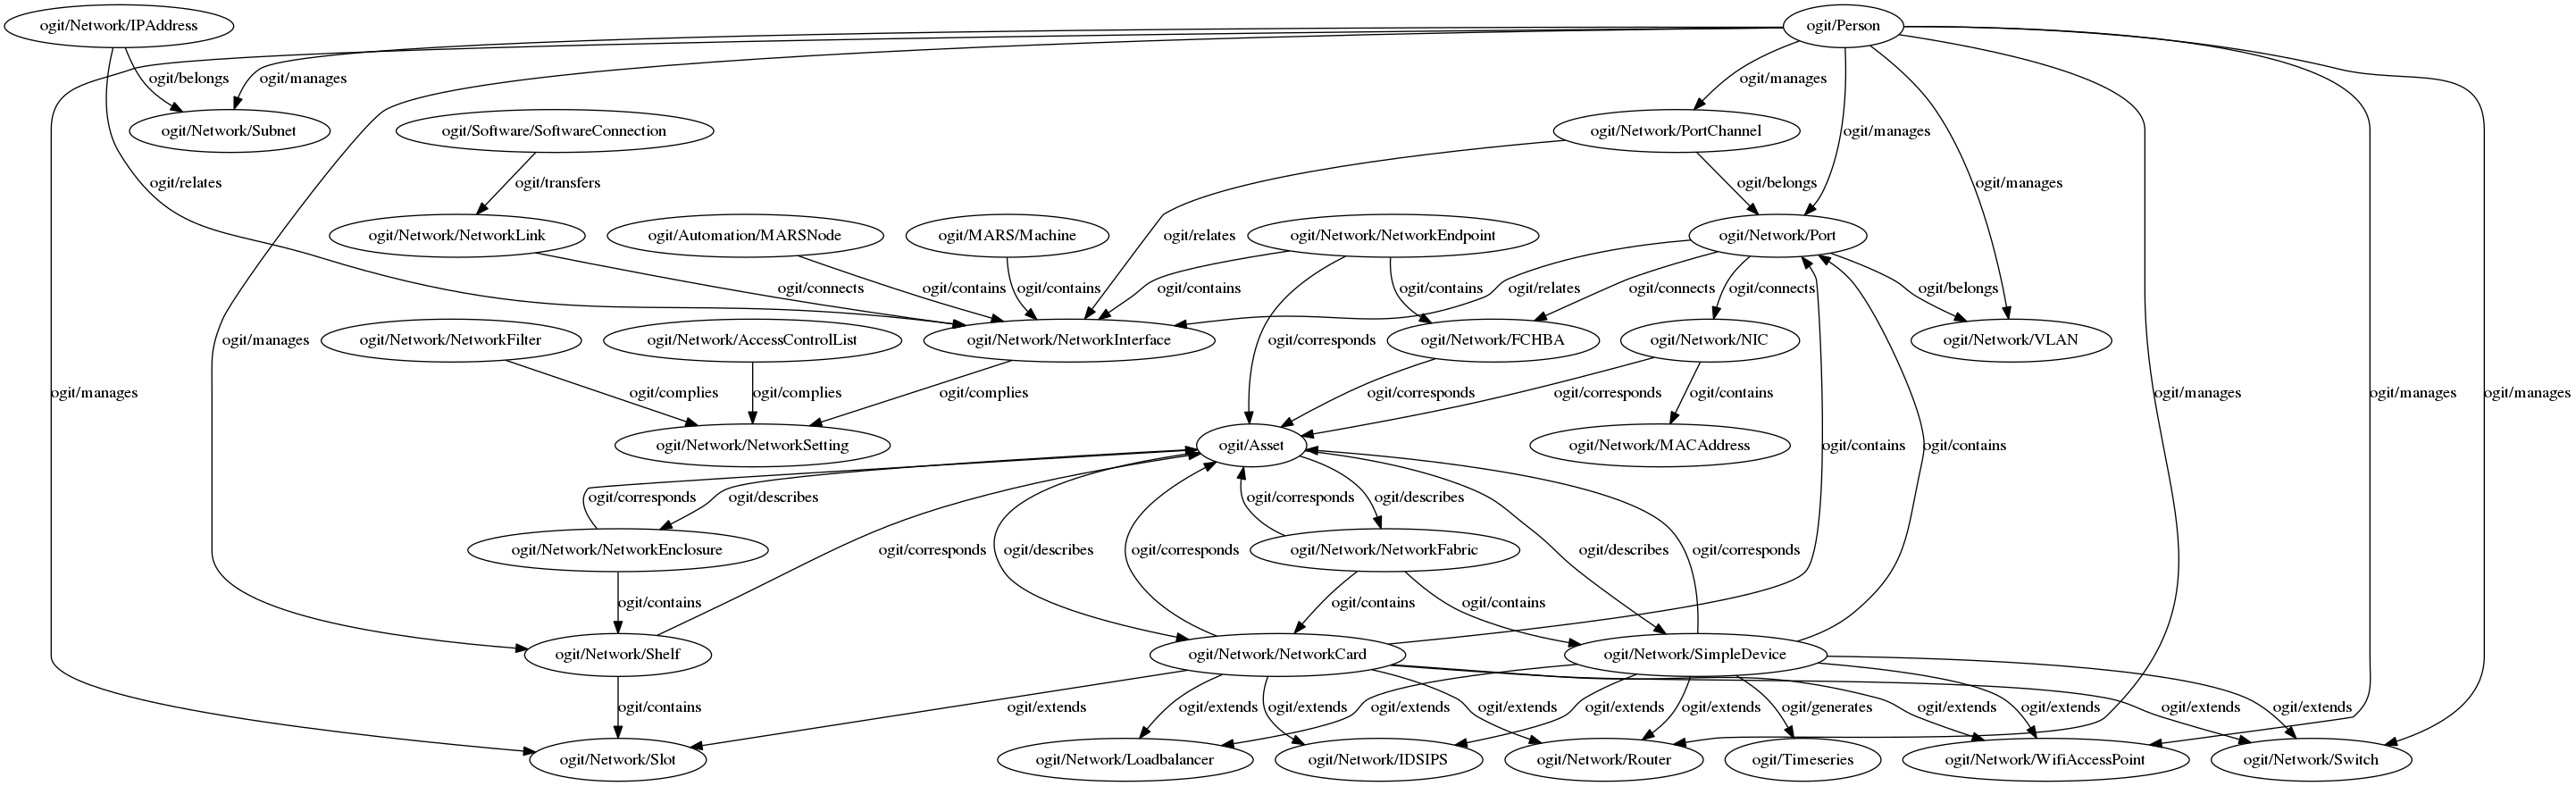 ogit/Network/IPAddress
ogit/Person
ogit/belongs
ogit/manages
ogit/manages
ogit/Network/Subnet
ogit/Software/SoftwareConnection
ogit/Network/PortChannel
ogit/manages
ogit/relates
ogit/transfers
ogit/belongs
ogit/manages
ogit/Network/NetworkLink
ogit/Automation/MARSNode
ogit/MARS/Machine
ogit/relates
ogit/Network/NetworkEndpoint
ogit/Network/Port
ogit/connects
ogit/contains
ogit/contains
ogit/contains
ogit/contains
ogit/relates
ogit/connects
ogit/connects
ogit/belongs
ogit/manages
ogit/Network/NetworkFilter
ogit/Network/AccessControlList
ogit/Network/NetworkInterface
ogit/corresponds
ogit/Network/FCHBA
ogit/Network/NIC
ogit/Network/VLAN
ogit/manages
ogit/complies
ogit/complies
ogit/complies
ogit/corresponds
ogit/corresponds
ogit/contains
ogit/manages
ogit/manages
ogit/manages
ogit/Network/NetworkSetting
ogit/Asset
ogit/Network/MACAddress
ogit/contains
ogit/contains
ogit/corresponds
ogit/describes
ogit/corresponds
ogit/describes
ogit/Network/NetworkEnclosure
ogit/corresponds
ogit/describes
ogit/corresponds
ogit/Network/NetworkFabric
ogit/describes
ogit/corresponds
ogit/contains
ogit/contains
ogit/contains
ogit/Network/Shelf
ogit/Network/NetworkCard
ogit/Network/SimpleDevice
ogit/contains
ogit/extends
ogit/extends
ogit/extends
ogit/extends
ogit/extends
ogit/extends
ogit/extends
ogit/generates
ogit/extends
ogit/extends
ogit/extends
ogit/extends
ogit/Network/Slot
ogit/Network/Loadbalancer
ogit/Network/IDSIPS
ogit/Network/Router
ogit/Timeseries
ogit/Network/WifiAccessPoint
ogit/Network/Switch